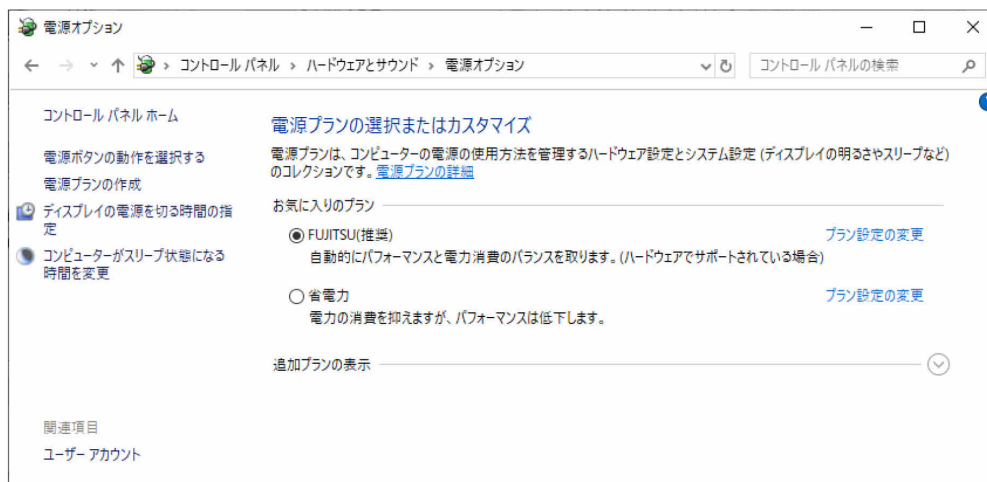 電源オプション
コントロール パネル › ハードウェアとサウンド › 電源オプション
コントロール パネルの検索
コントロール パネル ホーム
電源ボタンの動作を選択する
電源プランの作成
ディスプレイの電源を切る時間の指
定
コンピューターがスリープ状態になる
時間を変更
電源プランの選択またはカスタマイズ
電源プランは、コンピューターの電源の使用方法を管理するハードウェア設定とシステム設定 (ディスプレイの明るさやスリープなど)
のコレクションです。電源プランの詳細
お気に入りのプラン
FUJITSU(推奨)
プラン設定の変更
自動的にパフォーマンスと電力消費のバランスを取ります。(ハードウェアでサポートされている場合)
省電力
プラン設定の変更
電力の消費を抑えますが、パフォーマンスは低下します。
追加プランの表示
関連項目
ユーザー アカウント